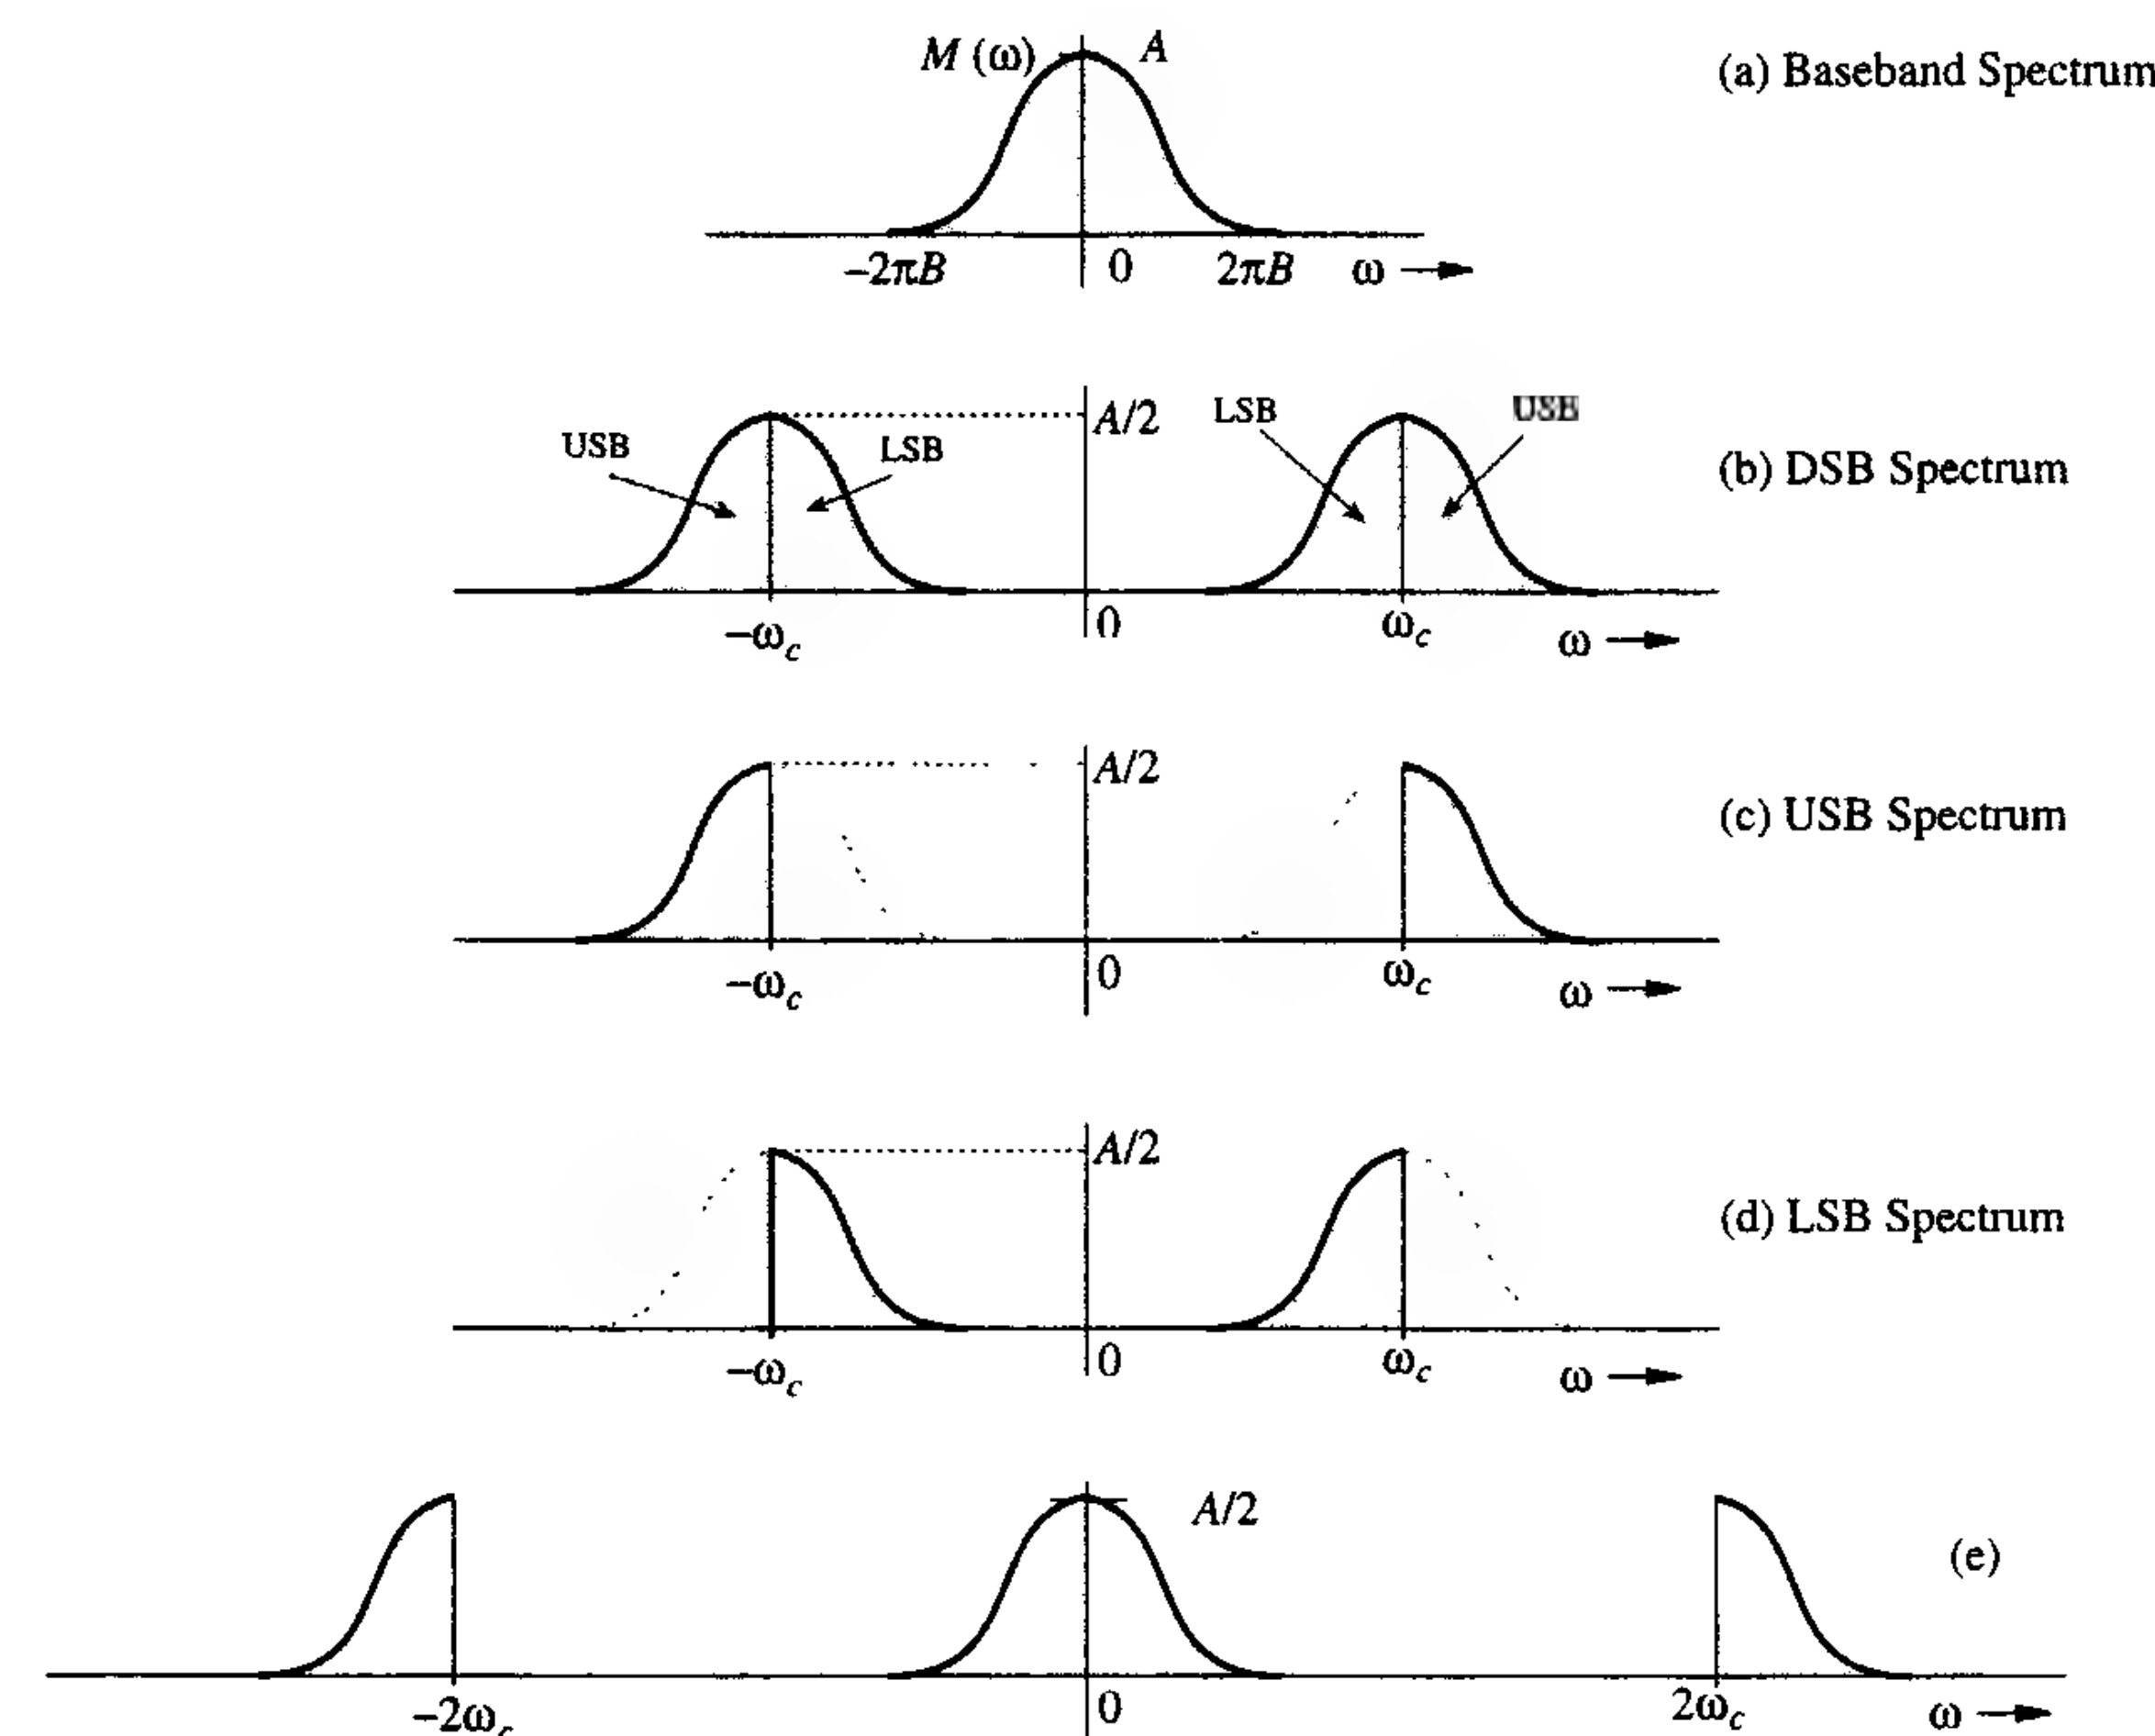 M (ω) A (a) Baseband Spectrum
−2πB 0 2πB ω
USB LSB A/2 LSB USB (b) DSB Spectrum
−ω_c 0 ω_c ω
A/2 (c) USB Spectrum
−ω_c 0 ω_c ω
A/2 (d) LSB Spectrum
−ω_c 0 ω_c ω
A/2 (e)
−2ω_c 0 2ω_c ω